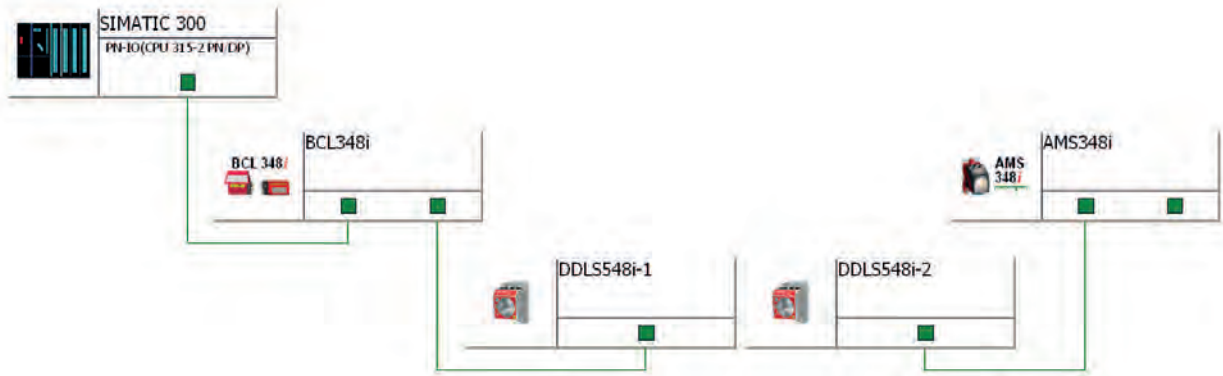 SIMATIC 300
PN-IO(CPU 315-2 PN/DP)
BCL 348i
BCL348i
AMS
348i
AMS348i
DDLS548i-1
DDLS548i-2